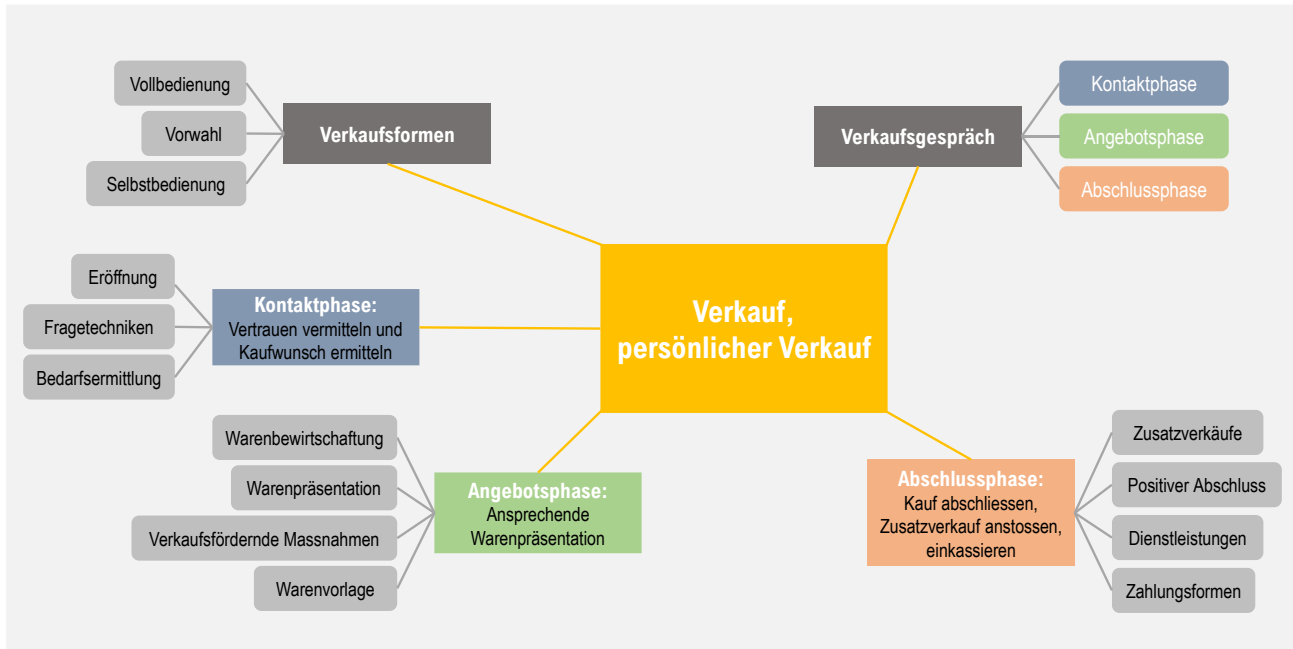 Vollbedienung
Vorwahl
Selbstbedienung
Verkaufsformen
Verkaufsgespräch
Kontaktphase
Angebotsphase
Abschlussphase
Verkauf,
persönlicher Verkauf
Eröffnung
Fragetechniken
Bedarfsermittlung
Kontaktphase:
Vertrauen vermitteln und
Kaufwunsch ermitteln
Warenbewirtschaftung
Warenpräsentation
Verkaufsfördernde Massnahmen
Warenvorlage
Angebotsphase:
Ansprechende
Warenpräsentation
Abschlussphase:
Kauf abschliessen,
Zusatzverkauf anstossen,
einkassieren
Zusatzverkäufe
Positiver Abschluss
Dienstleistungen
Zahlungsformen